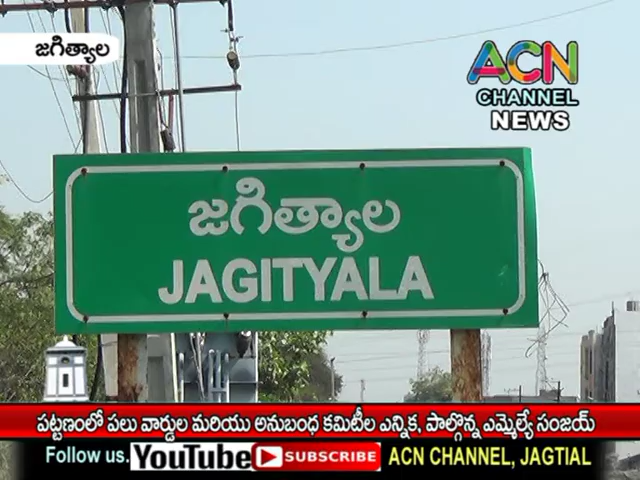 జగిత్యాల
ACN
CHANNEL
NEWS
జగిత్యాల
JAGITYALA
పట్టణంలో పలు వార్డుల మరియు అనుబంధ కమిటీల ఎన్నిక, పాల్గొన్న ఎమ్మెల్యే సంజయ్
Follow us. YouTube SUBSCRIBE ACN CHANNEL, JAGTIAL